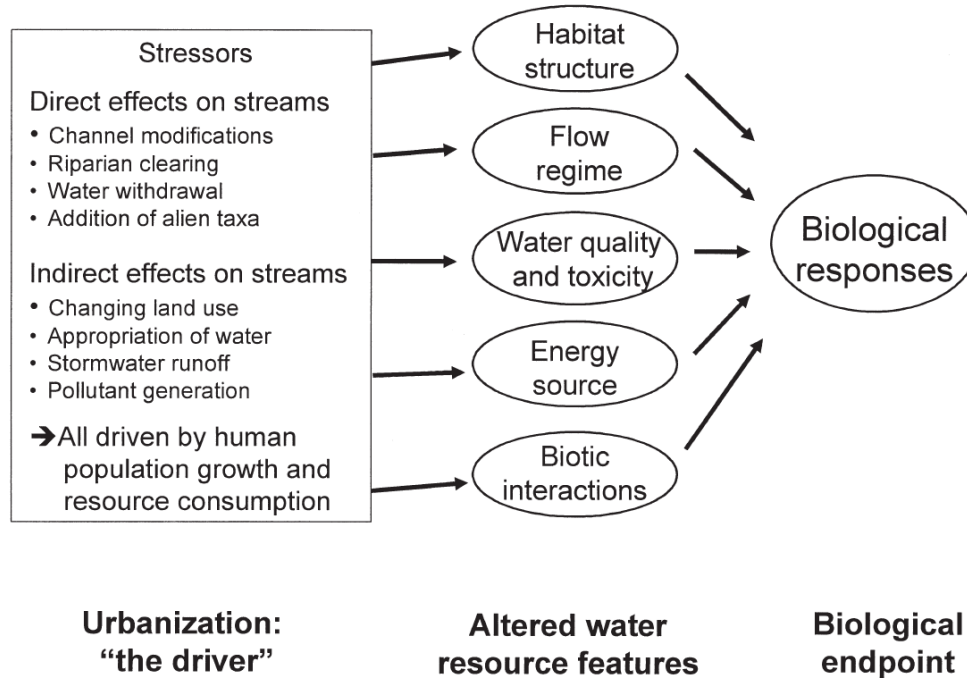 Stressors
Direct effects on streams
• Channel modifications
• Riparian clearing
• Water withdrawal
• Addition of alien taxa
Indirect effects on streams
• Changing land use
• Appropriation of water
• Stormwater runoff
• Pollutant generation
➔All driven by human
population growth and
resource consumption
Habitat
structure
Flow
regime
Water quality
and toxicity
Energy
source
Biotic
interactions
Biological
responses
Urbanization:
“the driver”
Altered water
resource features
Biological
endpoint